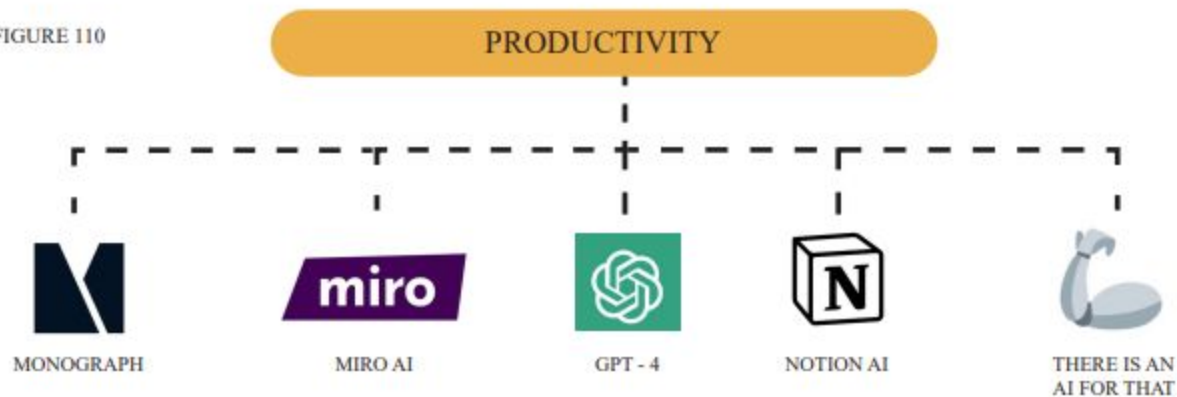 FIGURE 110
PRODUCTIVITY
miro
N
MONOGRAPH
MIRO AI
GPT - 4
NOTION AI
THERE IS AN
AI FOR THAT